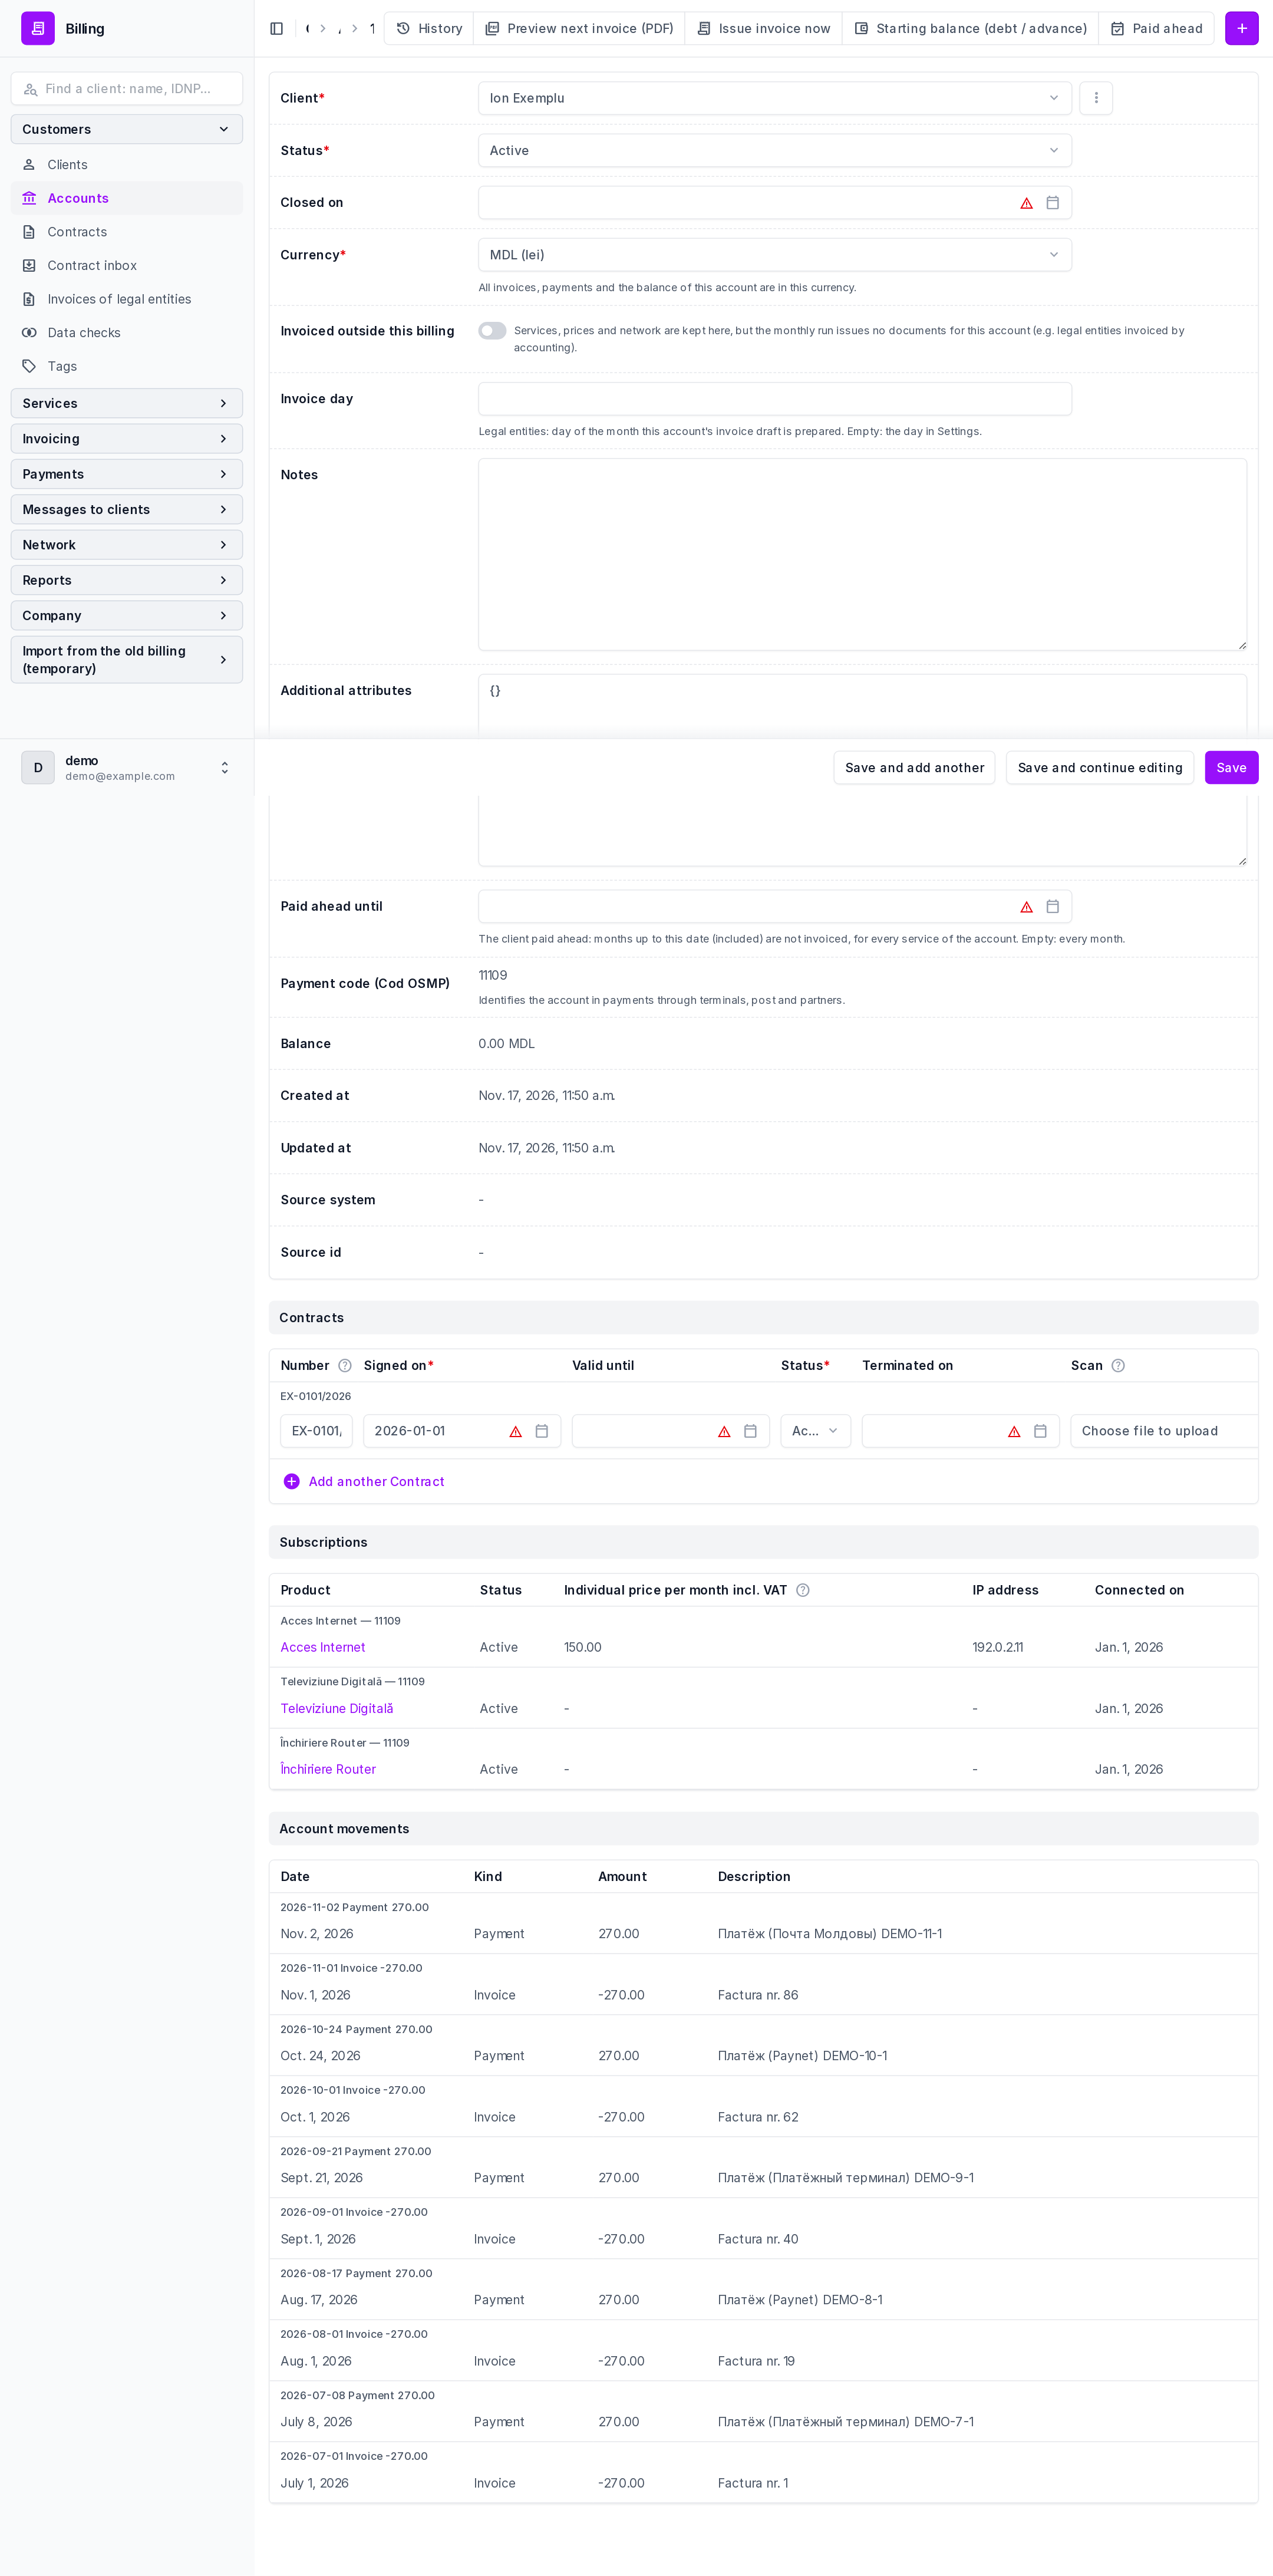 Billing
History
Preview next invoice (PDF)
Issue invoice now
Starting balance (debt / advance)
Paid ahead
Find a client: name, IDNP...
Customers
Clients
Accounts
Contracts
Contract inbox
Invoices of legal entities
Data checks
Tags
Services
Invoicing
Payments
Messages to clients
Network
Reports
Company
Import from the old billing
(temporary)
D
demo
demo@example.com
Client*
Ion Exemplu
Status*
Active
Closed on
Currency*
MDL (lei)
All invoices, payments and the balance of this account are in this currency.
Invoiced outside this billing
Services, prices and network are kept here, but the monthly run issues no documents for this account (e.g. legal entities invoiced by
accounting).
Invoice day
Legal entities: day of the month this account's invoice draft is prepared. Empty: the day in Settings.
Notes
Additional attributes
{}
Save and add another
Save and continue editing
Save
Paid ahead until
The client paid ahead: months up to this date (included) are not invoiced, for every service of the account. Empty: every month.
Payment code (Cod OSMP)
11109
Identifies the account in payments through terminals, post and partners.
Balance
0.00 MDL
Created at
Nov. 17, 2026, 11:50 a.m.
Updated at
Nov. 17, 2026, 11:50 a.m.
Source system
-
Source id
-
Contracts
Number
Signed on*
Valid until
Status*
Terminated on
Scan
EX-0101/2026
EX-0101/
2026-01-01
Ac...
Choose file to upload
Add another Contract
Subscriptions
Product
Status
Individual price per month incl. VAT
IP address
Connected on
Acces Internet — 11109
Acces Internet
Active
150.00
192.0.2.11
Jan. 1, 2026
Televiziune Digitală — 11109
Televiziune Digitală
Active
-
-
Jan. 1, 2026
Închiriere Router — 11109
Închiriere Router
Active
-
-
Jan. 1, 2026
Account movements
Date
Kind
Amount
Description
2026-11-02 Payment 270.00
Nov. 2, 2026
Payment
270.00
Платёж (Почта Молдовы) DEMO-11-1
2026-11-01 Invoice -270.00
Nov. 1, 2026
Invoice
-270.00
Factura nr. 86
2026-10-24 Payment 270.00
Oct. 24, 2026
Payment
270.00
Платёж (Paynet) DEMO-10-1
2026-10-01 Invoice -270.00
Oct. 1, 2026
Invoice
-270.00
Factura nr. 62
2026-09-21 Payment 270.00
Sept. 21, 2026
Payment
270.00
Платёж (Платёжный терминал) DEMO-9-1
2026-09-01 Invoice -270.00
Sept. 1, 2026
Invoice
-270.00
Factura nr. 40
2026-08-17 Payment 270.00
Aug. 17, 2026
Payment
270.00
Платёж (Paynet) DEMO-8-1
2026-08-01 Invoice -270.00
Aug. 1, 2026
Invoice
-270.00
Factura nr. 19
2026-07-08 Payment 270.00
July 8, 2026
Payment
270.00
Платёж (Платёжный терминал) DEMO-7-1
2026-07-01 Invoice -270.00
July 1, 2026
Invoice
-270.00
Factura nr. 1